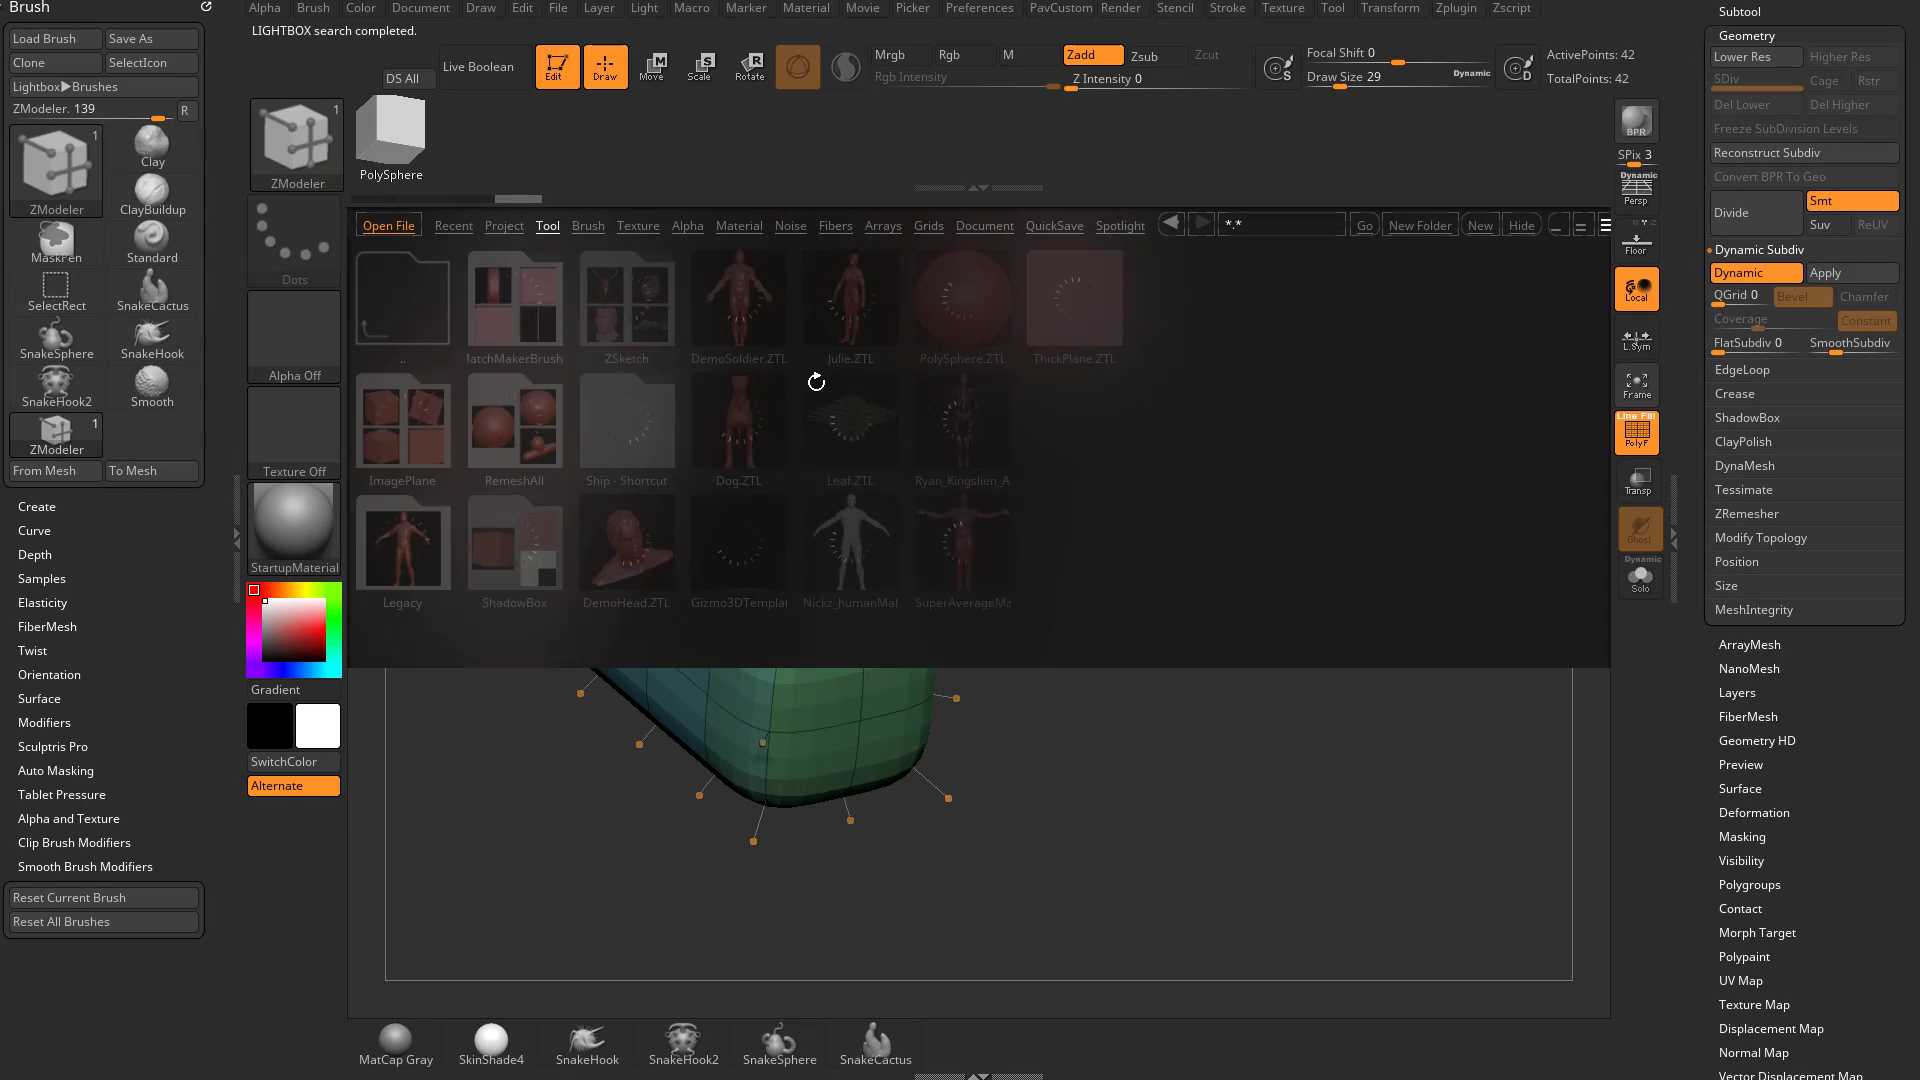 Brush
Alpha Brush Color Document Draw Edit File Layer Light Macro Marker Material Movie Picker Preferences PavCustom Render Stencil Stroke Texture Tool Transform Zplugin Zscript
LIGHTBOX search completed.
Load Brush Save As
Clone SelectIcon
Lightbox▶Brushes
ZModeler. 139 R
1
ZModeler
Clay
ClayBuildup
MaskPen Standard
SelectRect SnakeCactus
SnakeSphere SnakeHook
SnakeHook2 Smooth
1
ZModeler
From Mesh To Mesh
Create
Curve
Depth
Samples
Elasticity
FiberMesh
Twist
Orientation
Surface
Modifiers
Sculptris Pro
Auto Masking
Tablet Pressure
Alpha and Texture
Clip Brush Modifiers
Smooth Brush Modifiers
Reset Current Brush
Reset All Brushes
DS All
Live Boolean
Edit Draw Move Scale Rotate
M S R
Mrgb Rgb M Zadd Zsub Zcut
Rgb Intensity Z Intensity 0
S
Focal Shift 0
Draw Size 29 Dynamic
D
ActivePoints: 42
TotalPoints: 42
1
ZModeler
PolySphere
Dots
Alpha Off
Texture Off
StartupMaterial
Gradient
SwitchColor
Alternate
Open File Recent Project Tool Brush Texture Alpha Material Noise Fibers Arrays Grids Document QuickSave Spotlight *.* Go New Folder New Hide
.. MatchMakerBrush ZSketch DemoSoldier.ZTL Julie.ZTL PolySphere.ZTL ThickPlane.ZTL
ImagePlane RemeshAll Ship - Shortcut Dog.ZTL Leaf.ZTL Ryan_Kingslien_A
Legacy ShadowBox DemoHead.ZTL Gizmo3DTemplat Nickz_humanMal SuperAverageMa
MatCap Gray SkinShade4 SnakeHook SnakeHook2 SnakeSphere SnakeCactus
BPR
SPix 3
Dynamic
Persp
Floor
Local
L.Sym
Frame
Line Fill
PolyF
Transp
Ghost
Dynamic
Solo
Subtool
Geometry
Lower Res Higher Res
SDiv Cage Rstr
Del Lower Del Higher
Freeze SubDivision Levels
Reconstruct Subdiv
Convert BPR To Geo
Divide Smt
Suv ReUV
Dynamic Subdiv
Dynamic Apply
QGrid 0 Bevel Chamfer
Coverage Constant
FlatSubdiv 0 SmoothSubdiv
EdgeLoop
Crease
ShadowBox
ClayPolish
DynaMesh
Tessimate
ZRemesher
Modify Topology
Position
Size
MeshIntegrity
ArrayMesh
NanoMesh
Layers
FiberMesh
Geometry HD
Preview
Surface
Deformation
Masking
Visibility
Polygroups
Contact
Morph Target
Polypaint
UV Map
Texture Map
Displacement Map
Normal Map
Vector Displacement Map